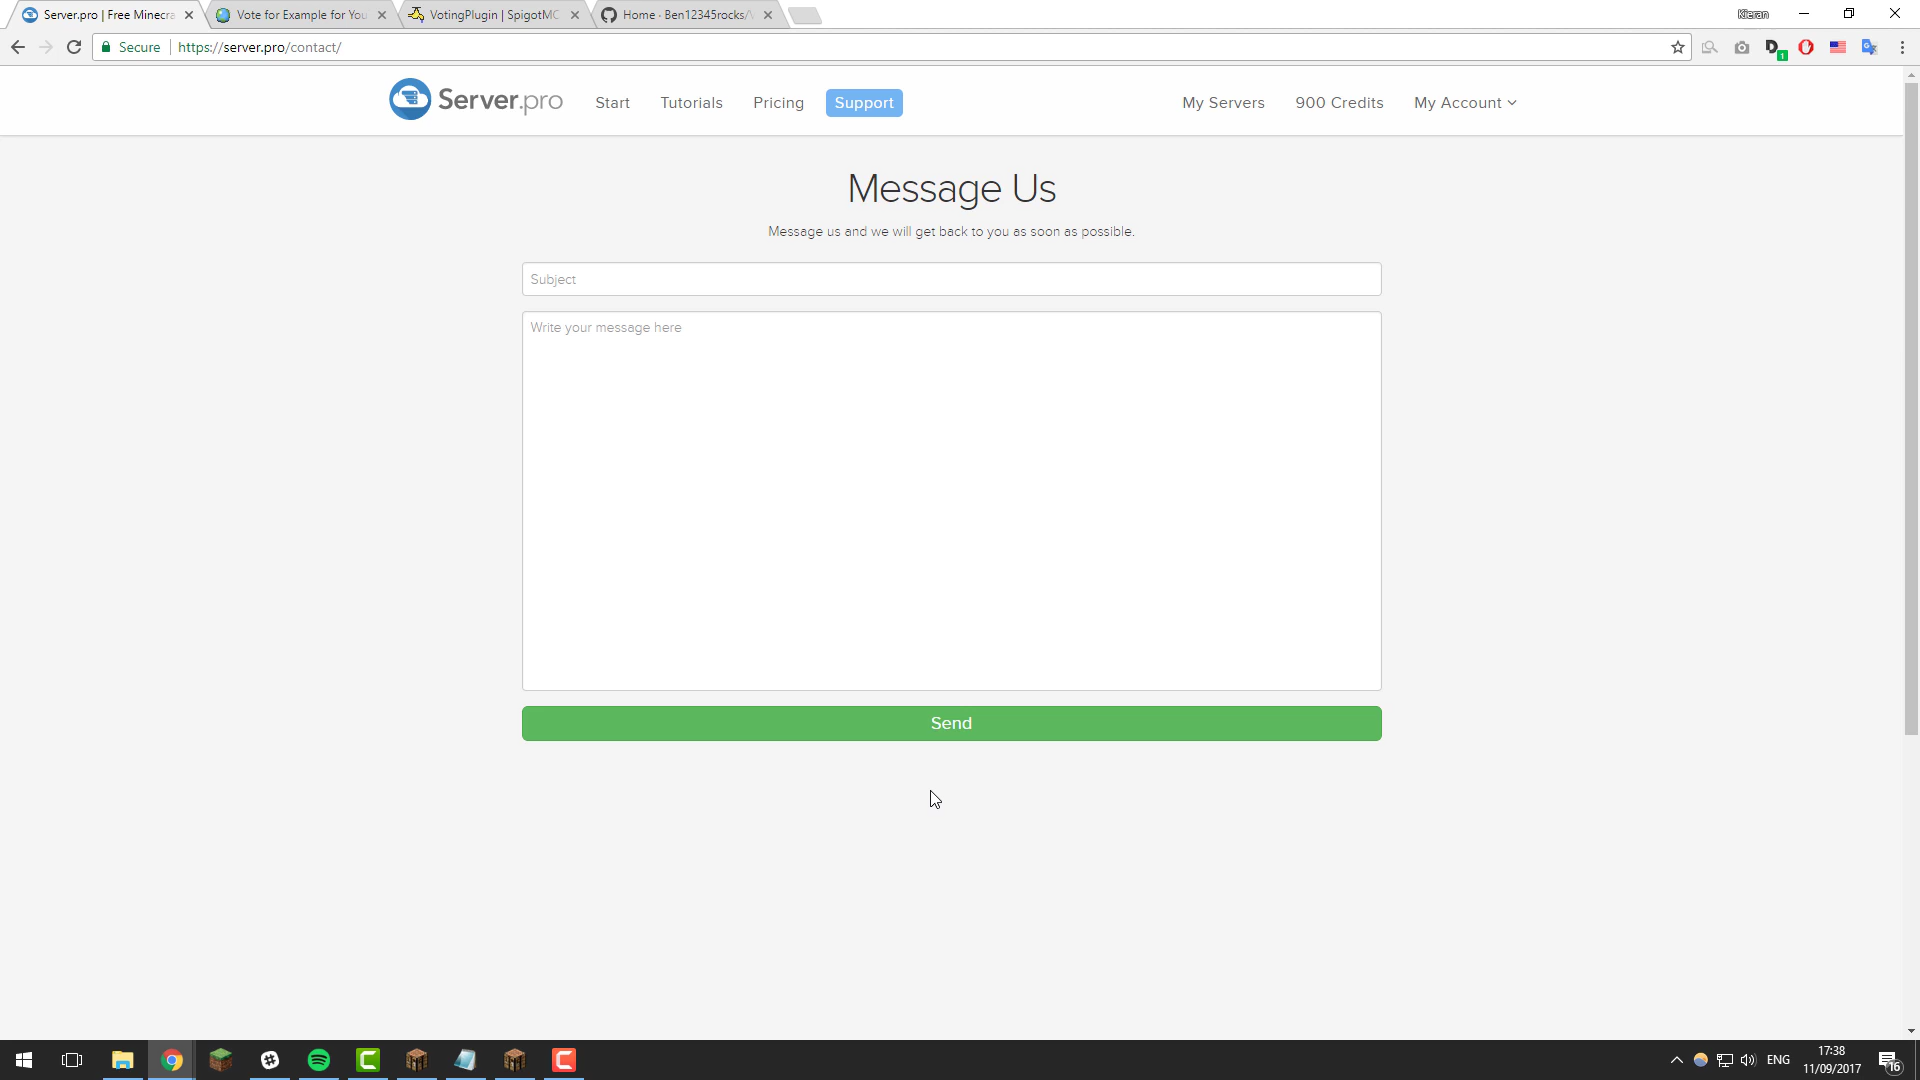 Server.pro | Free Minecra
Vote for Example for You
VotingPlugin | SpigotMC
Home - Ben12345rocks/
Kieran
Secure
https://server.pro/contact/
1
Server.pro
Start
Tutorials
Pricing
Support
My Servers
900 Credits
My Account
Message Us
Message us and we will get back to you as soon as possible.
Subject
Write your message here
Send
ENG
17:38
11/09/2017
16